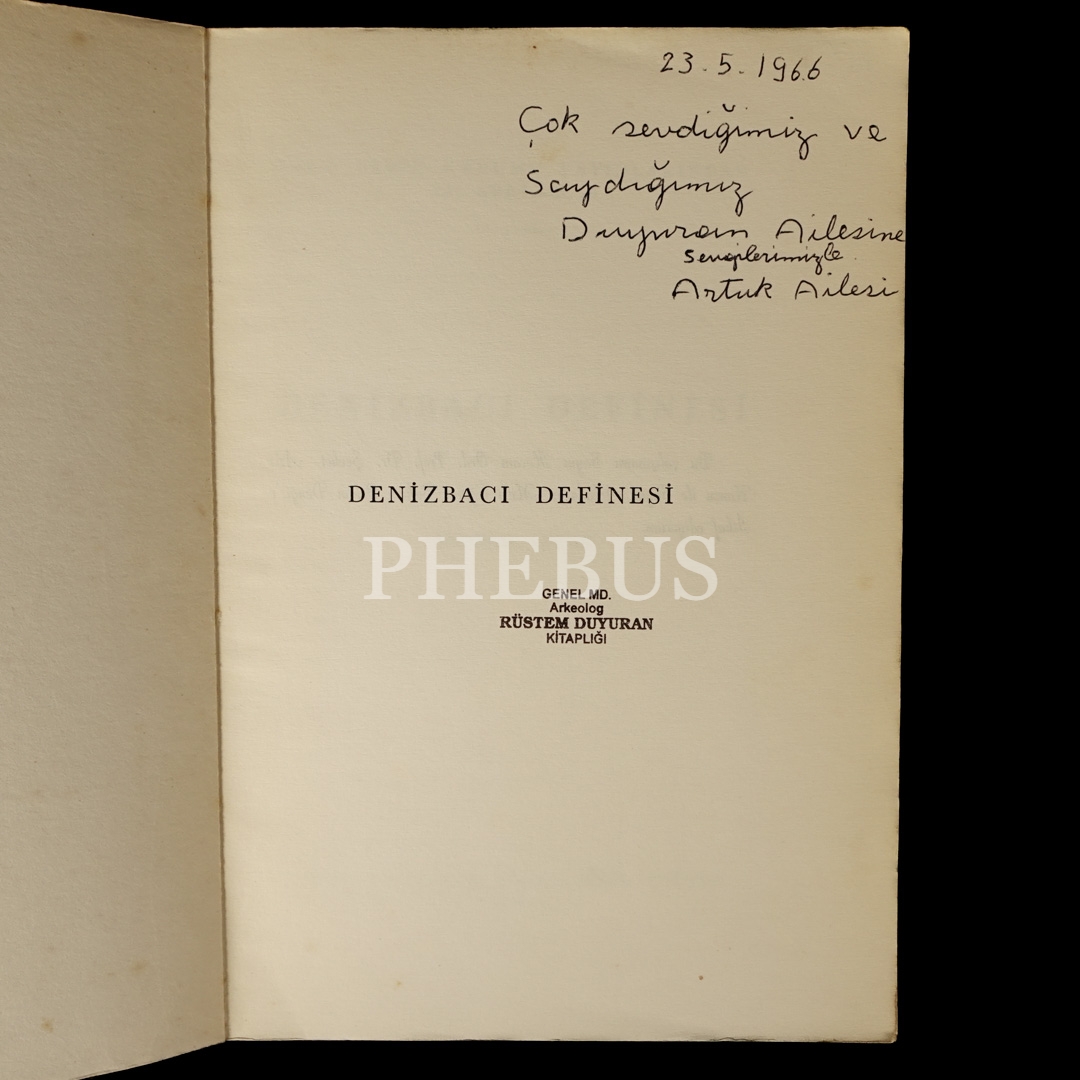 23.5.1966
Çok sevdiğimiz ve
Saydığımız
Duyuran Ailesine
sevgilerimizle
Artuk Ailesi
DENİZBACI DEFİNESİ
PHEBUS
GENEL MD.
Arkeolog
RÜSTEM DUYURAN
KİTAPLIĞI